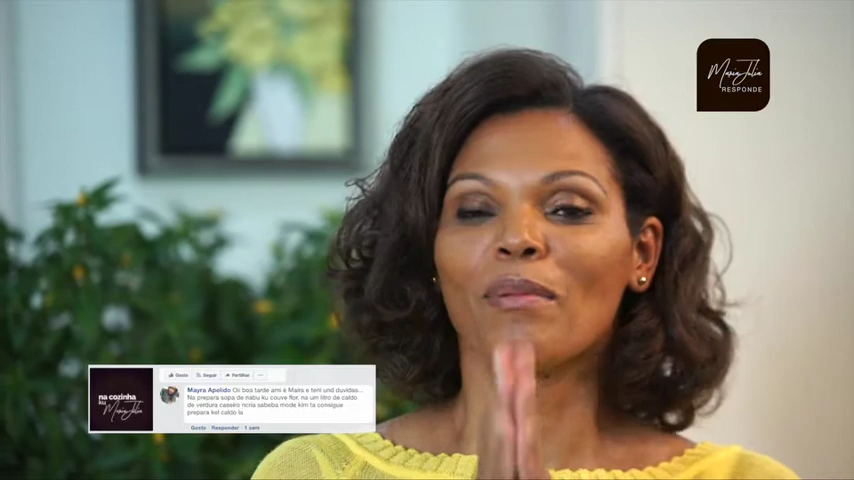 Maria Julia
RESPONDE
Gosto Seguir Partilhar ...
na cozinha
ku
Maria Julia
Mayra Apelido Oii boa tarde ami é Maira e teni und duvidas...
Na prepara sopa de nabu ku couve flor, na um litro de caldo
de verdura caseiro ncria sabeba mode kim ta consigue
prepara kel caldo la
Gosto · Responder · 1 sem